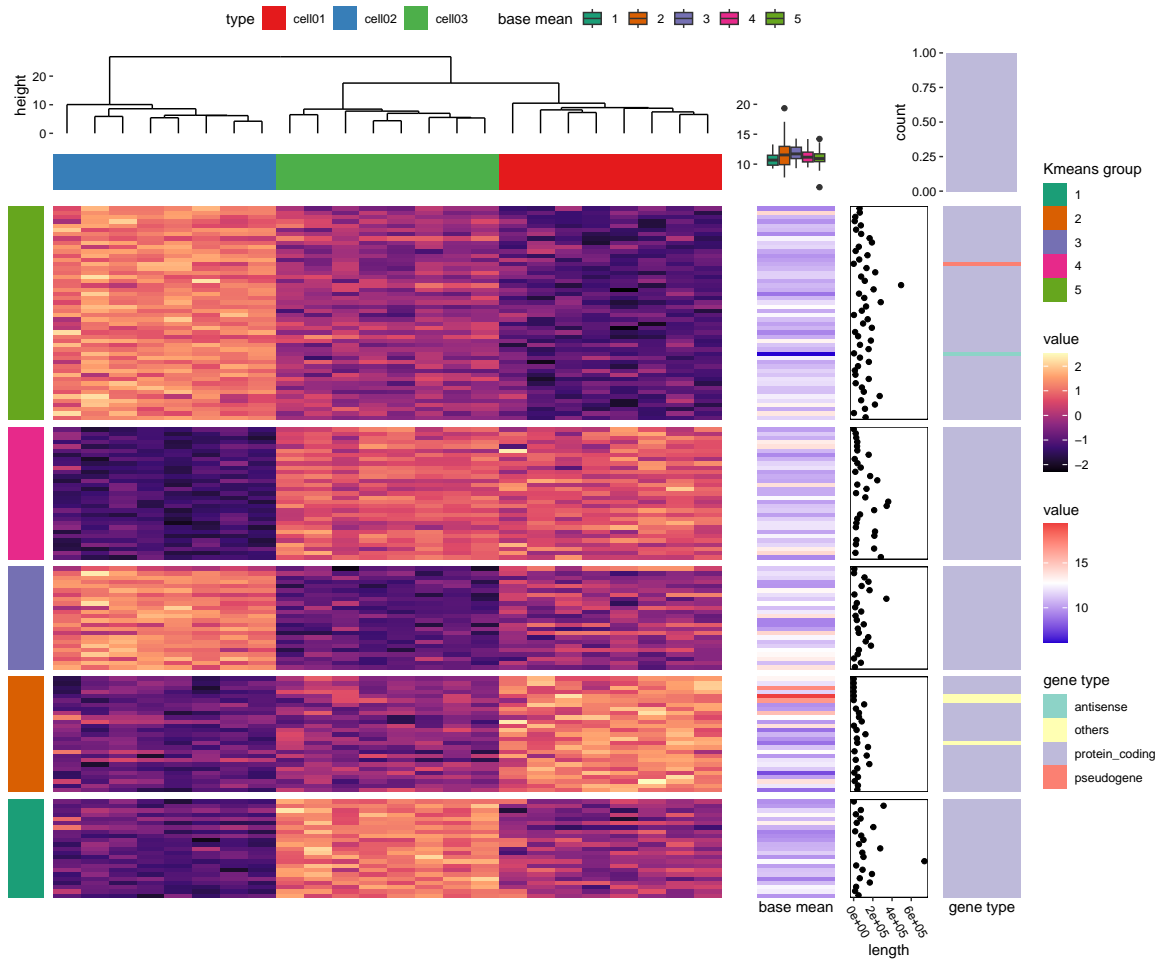 type cell01 cell02 cell03 base mean 1 2 3 4 5
height
20
10
0
20
15
10
count
1.00
0.75
0.50
0.25
0.00
Kmeans group
1
2
3
4
5
value
2
1
0
−1
−2
value
15
10
gene type
antisense
others
protein_coding
pseudogene
base mean
0e+00
2e+05
4e+05
6e+05
length
gene type